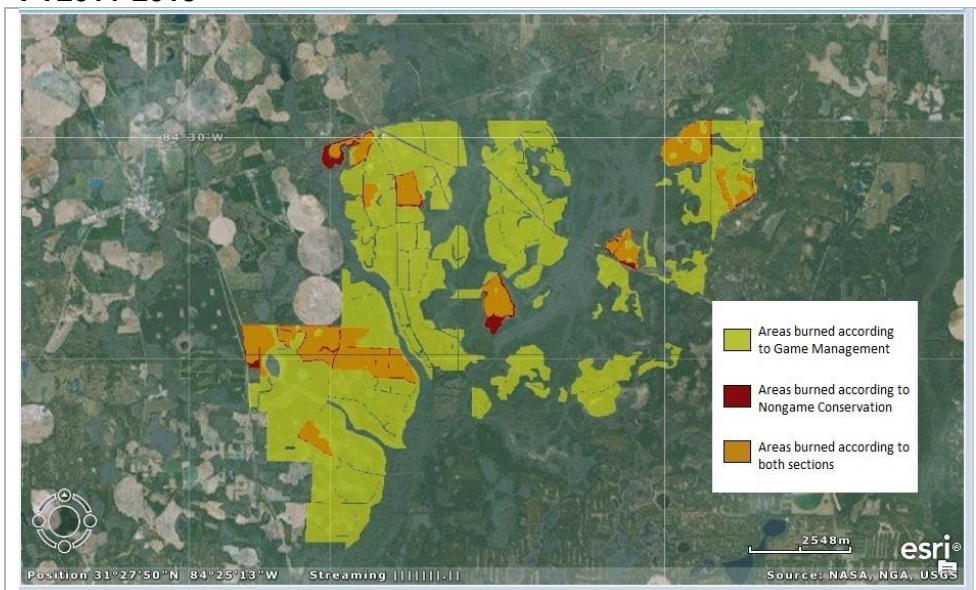 84°30'W
Areas burned according
to Game Management
Areas burned according to
Nongame Conservation
Areas burned according to
both sections
2548m
esri
Position 31°27'50"N 84°25'13"W Streaming |||||||.||
Source: NASA, NGA, USGS